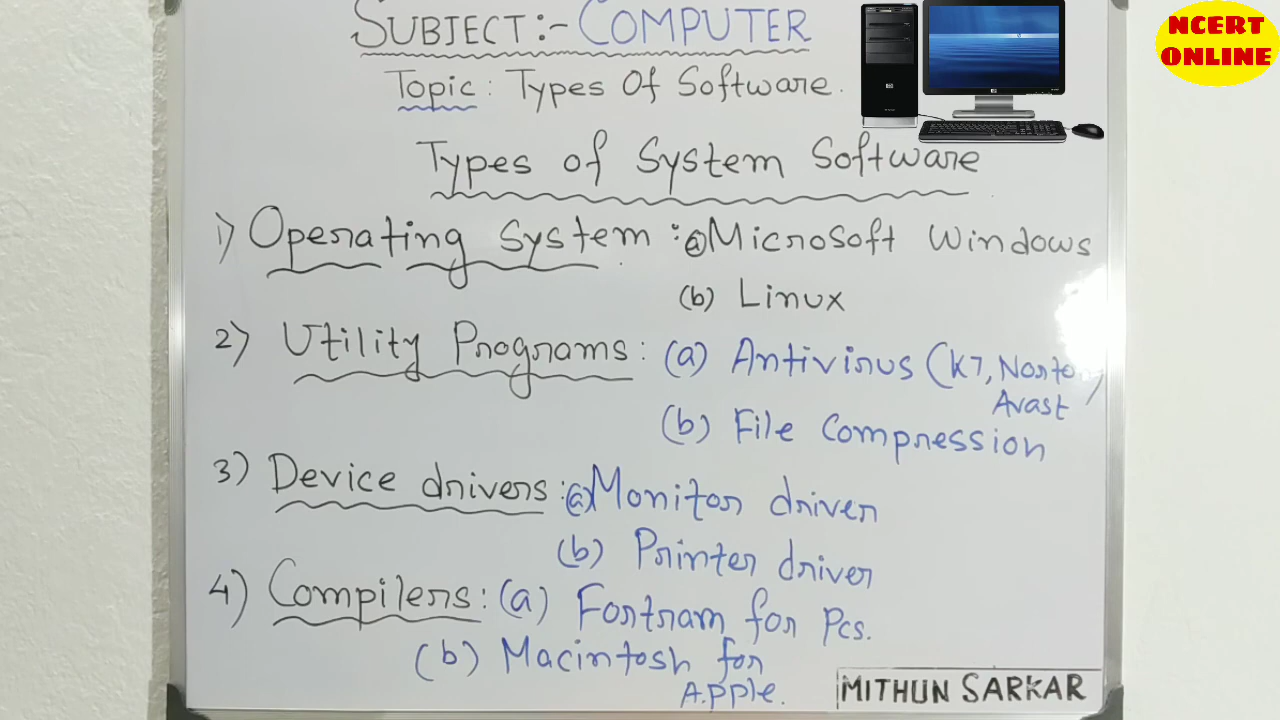 SUBJECT:- COMPUTER
NCERT
ONLINE
Topic: Types Of Software.
Types of System Software
1) Operating System: (a) Microsoft Windows
(b) Linux
2) Utility Programs: (a) Antivirus (K7, Norton)
Avast
(b) File Compression
3) Device drivers: (a) Monitor driver
(b) Printer driver
4) Compilers: (a) Fortram for Pcs.
(b) Macintosh for
Apple.
MITHUN SARKAR